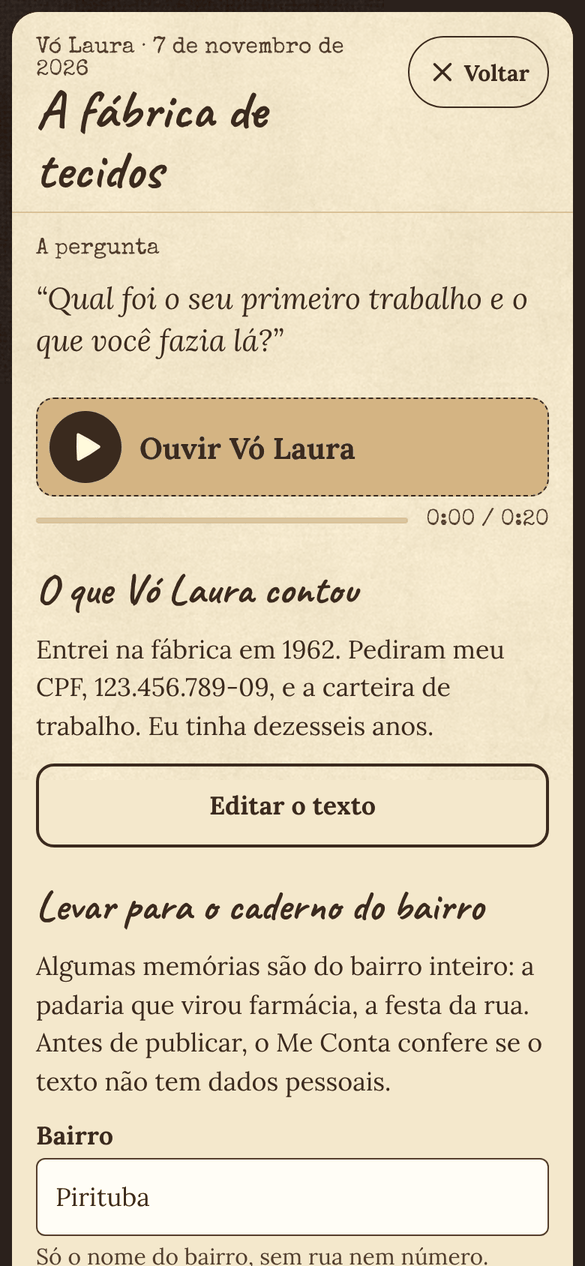 Vó Laura · 7 de novembro de
2026
A fábrica de
tecidos
Voltar
A pergunta
“Qual foi o seu primeiro trabalho e o
que você fazia lá?”
Ouvir Vó Laura
0:00 / 0:20
O que Vó Laura contou
Entrei na fábrica em 1962. Pediram meu
CPF, 123.456.789-09, e a carteira de
trabalho. Eu tinha dezesseis anos.
Editar o texto
Levar para o caderno do bairro
Algumas memórias são do bairro inteiro: a
padaria que virou farmácia, a festa da rua.
Antes de publicar, o Me Conta confere se o
texto não tem dados pessoais.
Bairro
Pirituba
Só o nome do bairro, sem rua nem número.